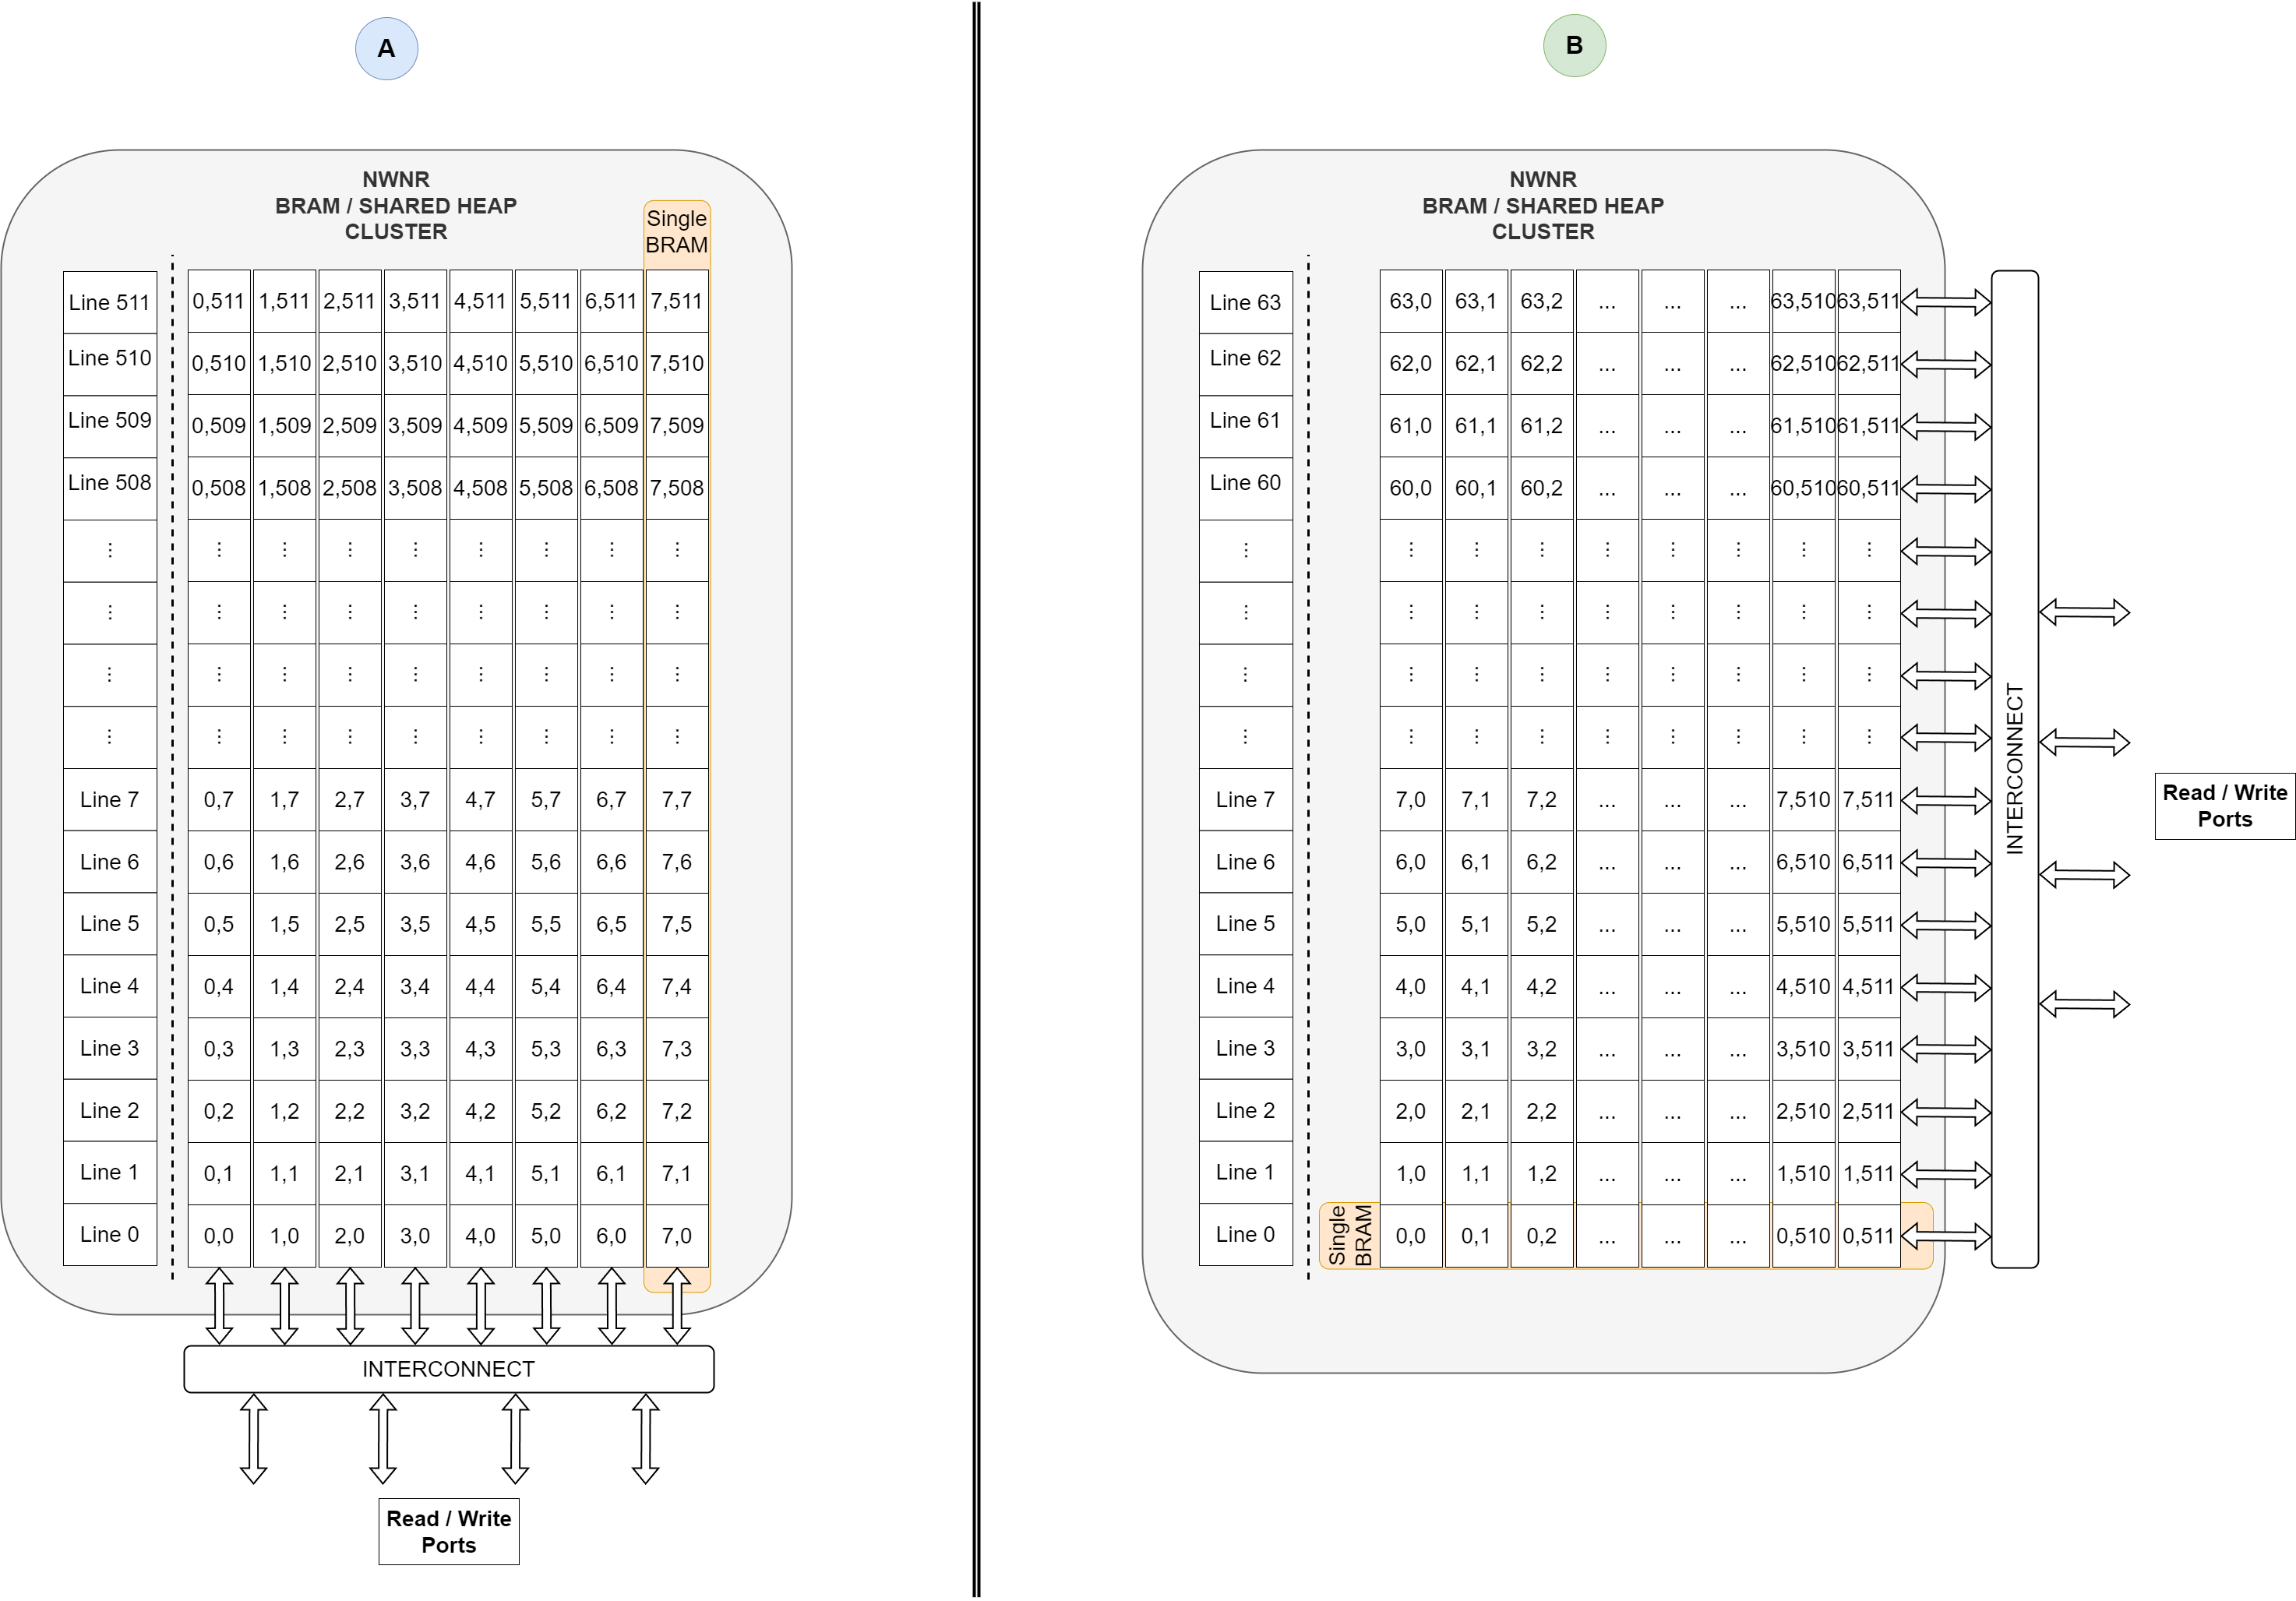 A
NWNR
BRAM / SHARED HEAP
CLUSTER
Single
BRAM
Line 511 0,511 1,511 2,511 3,511 4,511 5,511 6,511 7,511
Line 510 0,510 1,510 2,510 3,510 4,510 5,510 6,510 7,510
Line 509 0,509 1,509 2,509 3,509 4,509 5,509 6,509 7,509
Line 508 0,508 1,508 2,508 3,508 4,508 5,508 6,508 7,508
⋮ ⋮ ⋮ ⋮ ⋮ ⋮ ⋮ ⋮ ⋮
⋮ ⋮ ⋮ ⋮ ⋮ ⋮ ⋮ ⋮ ⋮
⋮ ⋮ ⋮ ⋮ ⋮ ⋮ ⋮ ⋮ ⋮
⋮ ⋮ ⋮ ⋮ ⋮ ⋮ ⋮ ⋮ ⋮
Line 7 0,7 1,7 2,7 3,7 4,7 5,7 6,7 7,7
Line 6 0,6 1,6 2,6 3,6 4,6 5,6 6,6 7,6
Line 5 0,5 1,5 2,5 3,5 4,5 5,5 6,5 7,5
Line 4 0,4 1,4 2,4 3,4 4,4 5,4 6,4 7,4
Line 3 0,3 1,3 2,3 3,3 4,3 5,3 6,3 7,3
Line 2 0,2 1,2 2,2 3,2 4,2 5,2 6,2 7,2
Line 1 0,1 1,1 2,1 3,1 4,1 5,1 6,1 7,1
Line 0 0,0 1,0 2,0 3,0 4,0 5,0 6,0 7,0
INTERCONNECT
Read / Write
Ports
B
NWNR
BRAM / SHARED HEAP
CLUSTER
Line 63 63,0 63,1 63,2 ... ... ... 63,510 63,511
Line 62 62,0 62,1 62,2 ... ... ... 62,510 62,511
Line 61 61,0 61,1 61,2 ... ... ... 61,510 61,511
Line 60 60,0 60,1 60,2 ... ... ... 60,510 60,511
⋮ ⋮ ⋮ ⋮ ⋮ ⋮ ⋮ ⋮ ⋮
⋮ ⋮ ⋮ ⋮ ⋮ ⋮ ⋮ ⋮ ⋮
⋮ ⋮ ⋮ ⋮ ⋮ ⋮ ⋮ ⋮ ⋮
⋮ ⋮ ⋮ ⋮ ⋮ ⋮ ⋮ ⋮ ⋮
Line 7 7,0 7,1 7,2 ... ... ... 7,510 7,511
Line 6 6,0 6,1 6,2 ... ... ... 6,510 6,511
Line 5 5,0 5,1 5,2 ... ... ... 5,510 5,511
Line 4 4,0 4,1 4,2 ... ... ... 4,510 4,511
Line 3 3,0 3,1 3,2 ... ... ... 3,510 3,511
Line 2 2,0 2,1 2,2 ... ... ... 2,510 2,511
Line 1 1,0 1,1 1,2 ... ... ... 1,510 1,511
Line 0 0,0 0,1 0,2 ... ... ... 0,510 0,511
Single
BRAM
INTERCONNECT
Read / Write
Ports